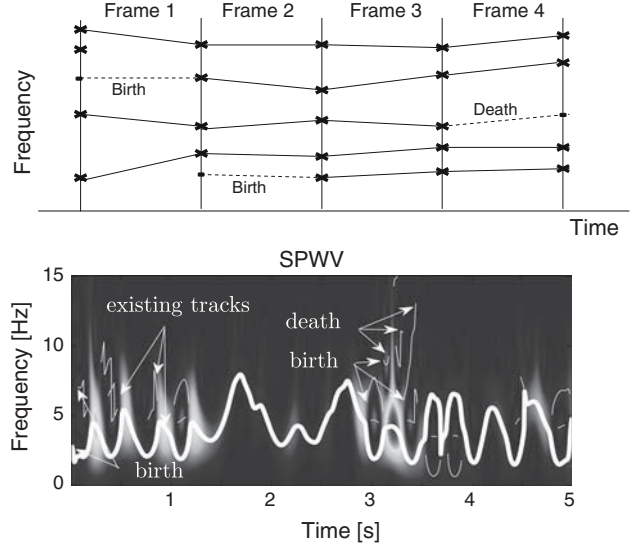 Frame 1 Frame 2 Frame 3 Frame 4
Birth
Death
Birth
Frequency
Time
SPWV
15
existing tracks
death
10
birth
5
birth
0
Frequency [Hz]
1 2 3 4 5
Time [s]